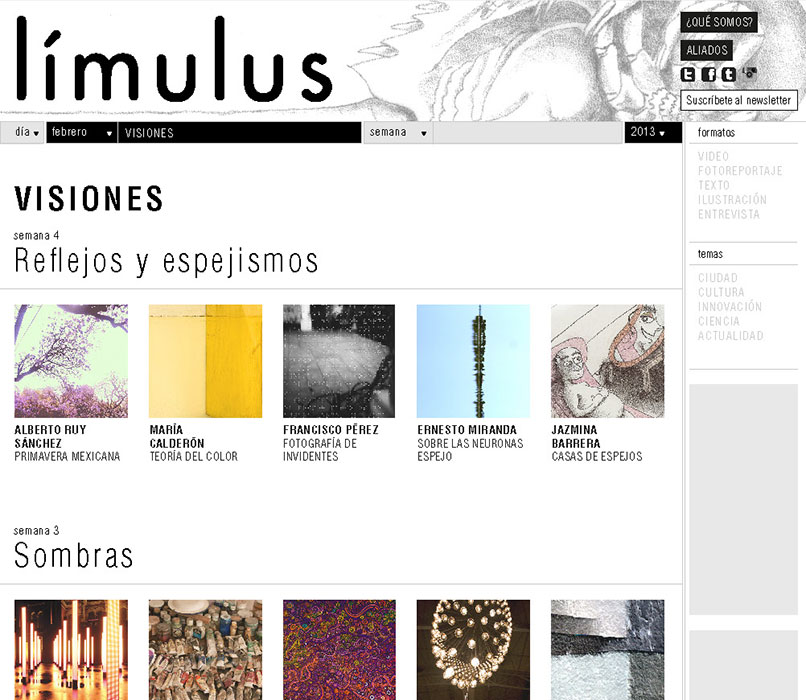 límulus
¿QUÉ SOMOS?
ALIADOS
Suscríbete al newsletter
día febrero VISIONES semana 2013
formatos
VIDEO
FOTOREPORTAJE
TEXTO
ILUSTRACIÓN
ENTREVISTA
temas
CIUDAD
CULTURA
INNOVACIÓN
CIENCIA
ACTUALIDAD
VISIONES
semana 4
Reflejos y espejismos
ALBERTO RUY
SÁNCHEZ
PRIMAVERA MEXICANA
MARÍA
CALDERÓN
TEORÍA DEL COLOR
FRANCISCO PÉREZ
FOTOGRAFÍA DE
INVIDENTES
ERNESTO MIRANDA
SOBRE LAS NEURONAS
ESPEJO
JAZMINA
BARRERA
CASAS DE ESPEJOS
semana 3
Sombras